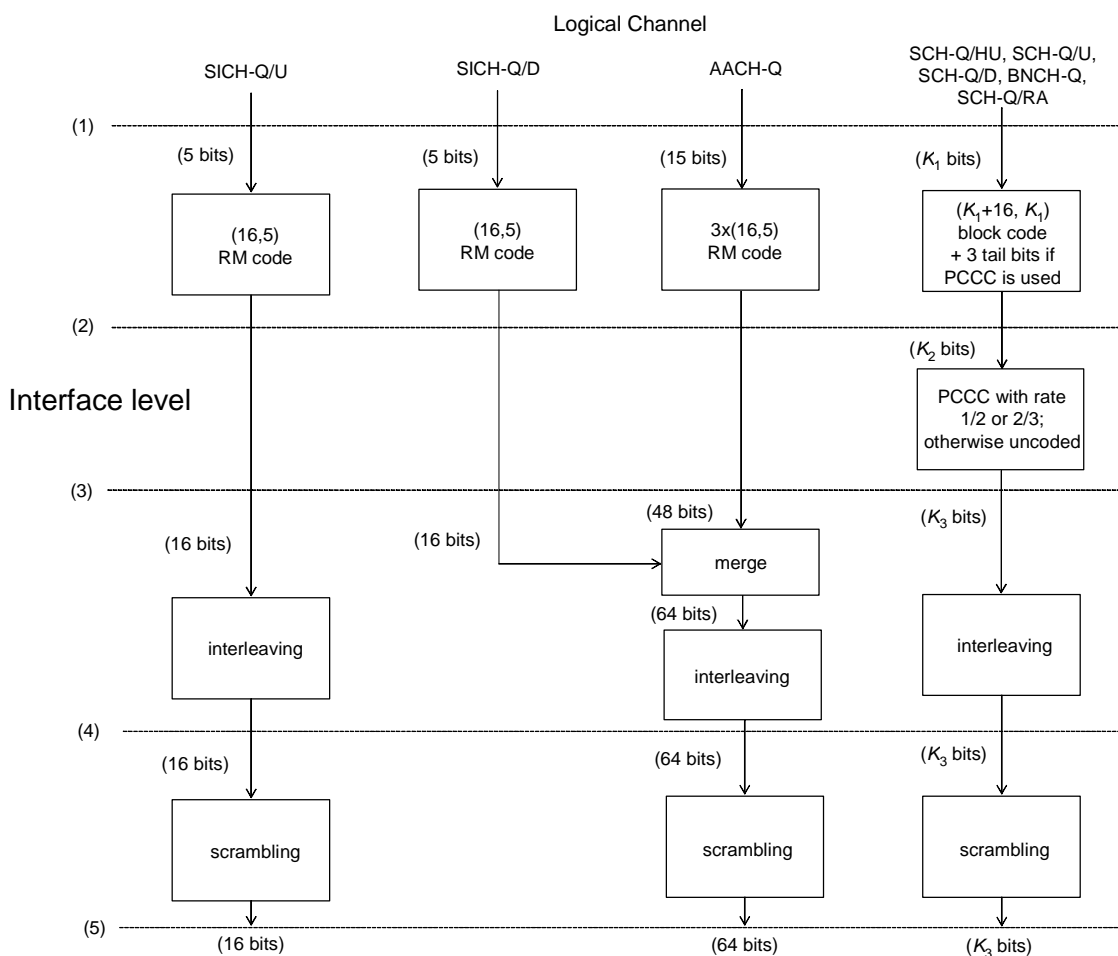 Logical Channel
SICH-Q/U
SICH-Q/D
AACH-Q
SCH-Q/HU, SCH-Q/U,
SCH-Q/D, BNCH-Q,
SCH-Q/RA
(1)
(5 bits)
(5 bits)
(15 bits)
(K₁ bits)
(16,5)
RM code
(16,5)
RM code
3x(16,5)
RM code
(K₁+16, K₁)
block code
+ 3 tail bits if
PCCC is used
(2)
(K₂ bits)
Interface level
PCCC with rate
1/2 or 2/3;
otherwise uncoded
(3)
(16 bits)
(16 bits)
(48 bits)
(K₃ bits)
merge
(64 bits)
interleaving
interleaving
interleaving
(4)
(16 bits)
(64 bits)
(K₃ bits)
scrambling
scrambling
scrambling
(5)
(16 bits)
(64 bits)
(K₃ bits)